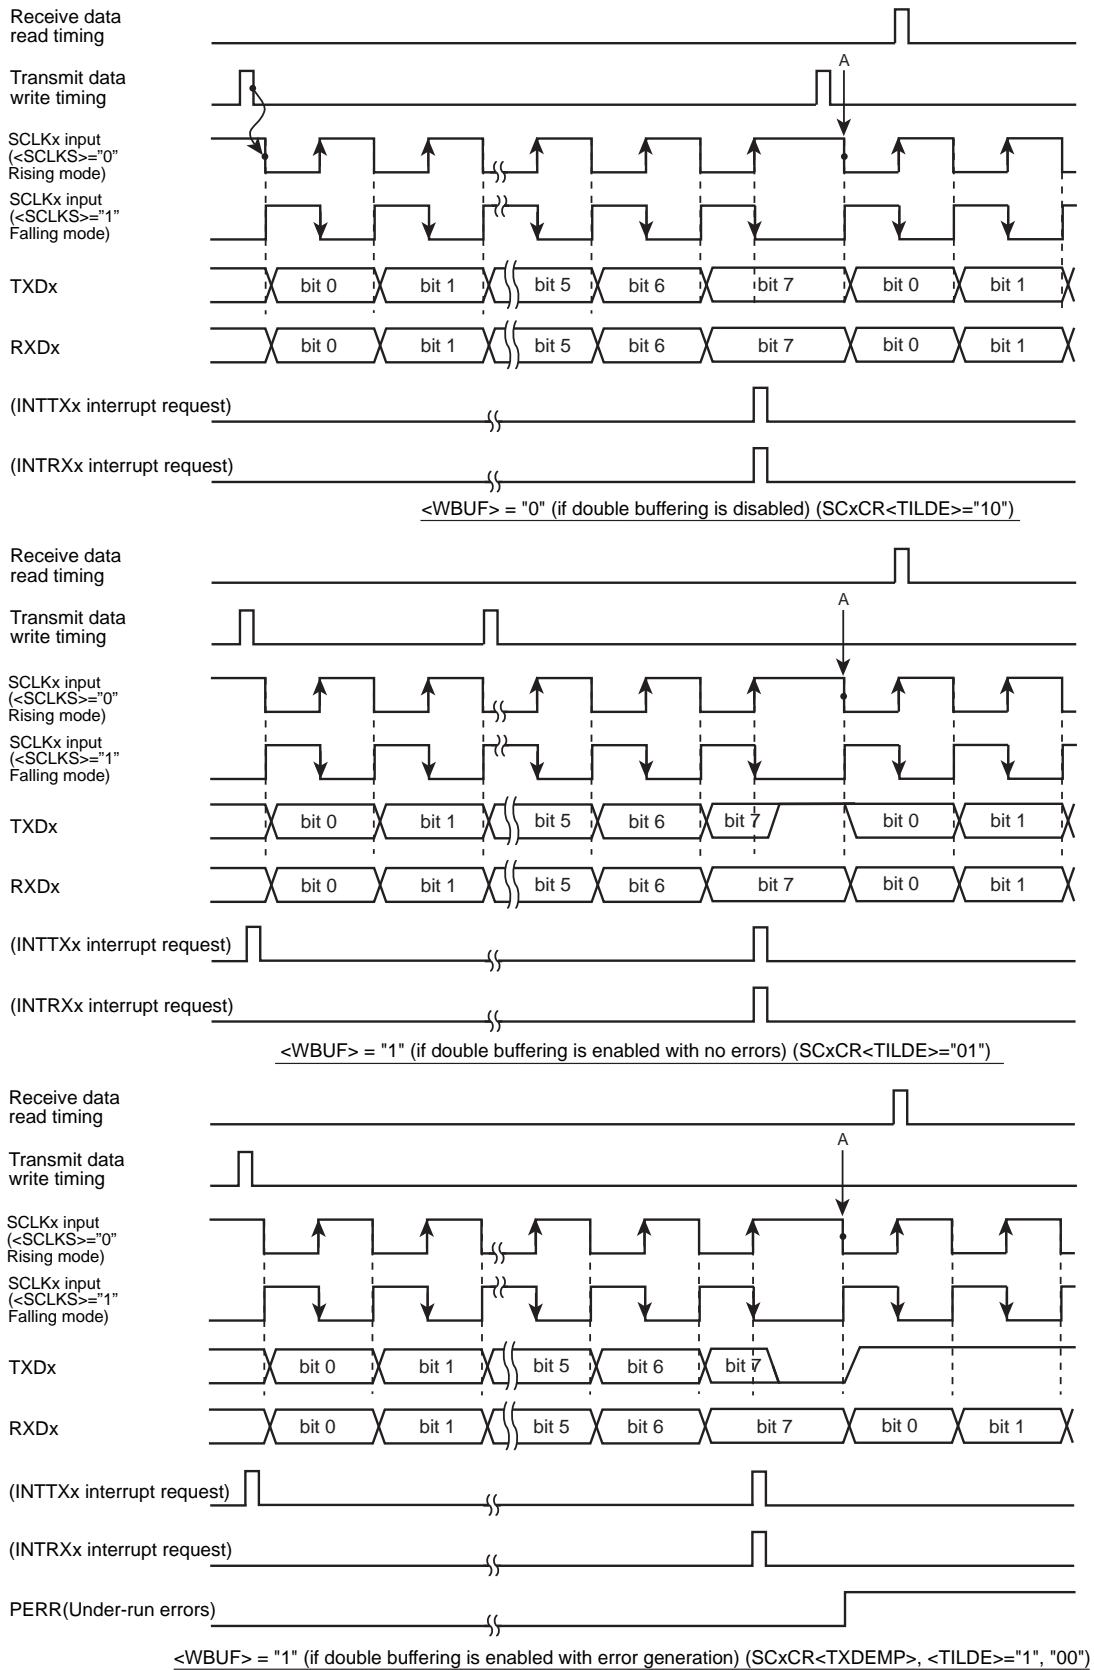 Receive data
read timing
Transmit data
write timing
A
SCLKx input
(<SCLKS>=”0”
Rising mode)
SCLKx input
(<SCLKS>=”1”
Falling mode)
TXDx
bit 0 bit 1 bit 5 bit 6 bit 7 bit 0 bit 1
RXDx
bit 0 bit 1 bit 5 bit 6 bit 7 bit 0 bit 1
(INTTXx interrupt request)
(INTRXx interrupt request)
<WBUF> = "0" (if double buffering is disabled) (SCxCR<TILDE>="10")
Receive data
read timing
Transmit data
write timing
A
SCLKx input
(<SCLKS>=”0”
Rising mode)
SCLKx input
(<SCLKS>=”1”
Falling mode)
TXDx
bit 0 bit 1 bit 5 bit 6 bit 7 bit 0 bit 1
RXDx
bit 0 bit 1 bit 5 bit 6 bit 7 bit 0 bit 1
(INTTXx interrupt request)
(INTRXx interrupt request)
<WBUF> = "1" (if double buffering is enabled with no errors) (SCxCR<TILDE>="01")
Receive data
read timing
Transmit data
write timing
A
SCLKx input
(<SCLKS>=”0”
Rising mode)
SCLKx input
(<SCLKS>=”1”
Falling mode)
TXDx
bit 0 bit 1 bit 5 bit 6 bit 7
RXDx
bit 0 bit 1 bit 5 bit 6 bit 7 bit 0 bit 1
(INTTXx interrupt request)
(INTRXx interrupt request)
PERR(Under-run errors)
<WBUF> = "1" (if double buffering is enabled with error generation) (SCxCR<TXDEMP>, <TILDE>="1", "00")